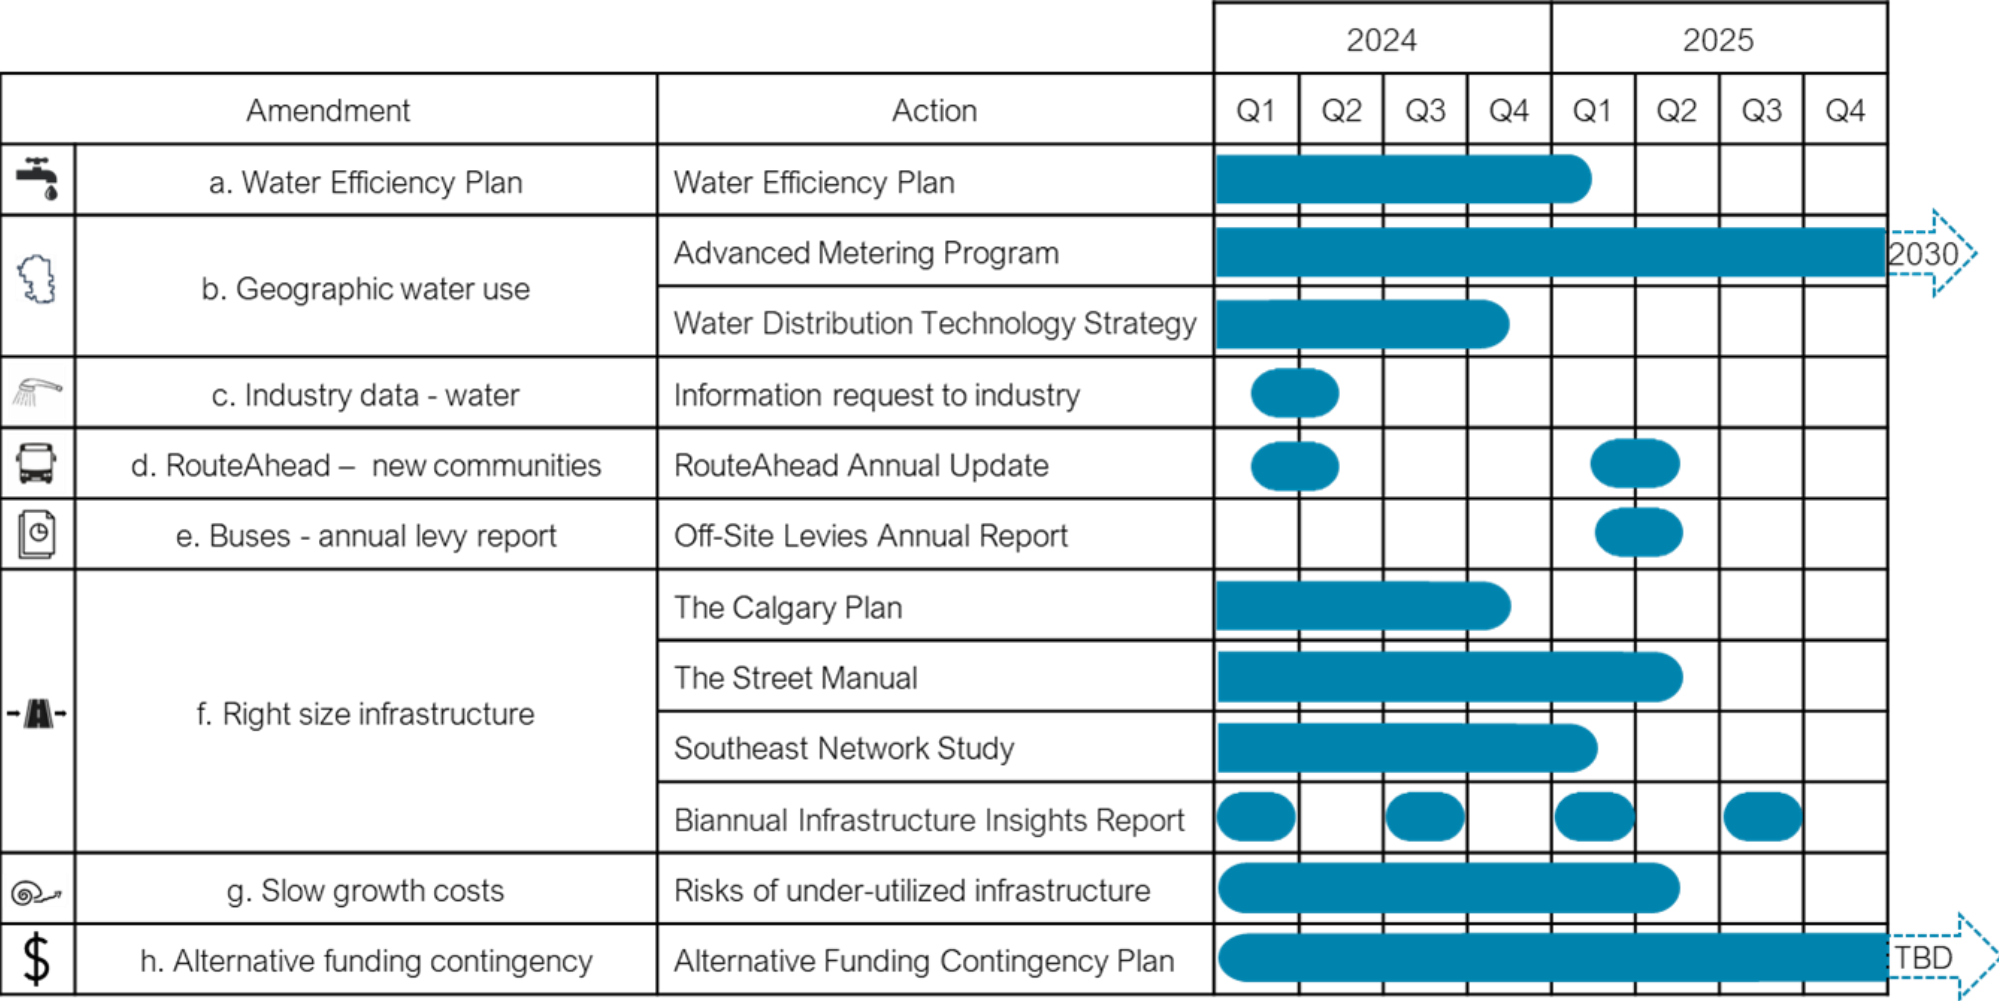 2024 2025
Amendment Action Q1 Q2 Q3 Q4 Q1 Q2 Q3 Q4
a. Water Efficiency Plan Water Efficiency Plan
b. Geographic water use Advanced Metering Program 2030
Water Distribution Technology Strategy
c. Industry data - water Information request to industry
d. RouteAhead – new communities RouteAhead Annual Update
e. Buses - annual levy report Off-Site Levies Annual Report
f. Right size infrastructure The Calgary Plan
The Street Manual
Southeast Network Study
Biannual Infrastructure Insights Report
g. Slow growth costs Risks of under-utilized infrastructure
$ h. Alternative funding contingency Alternative Funding Contingency Plan TBD